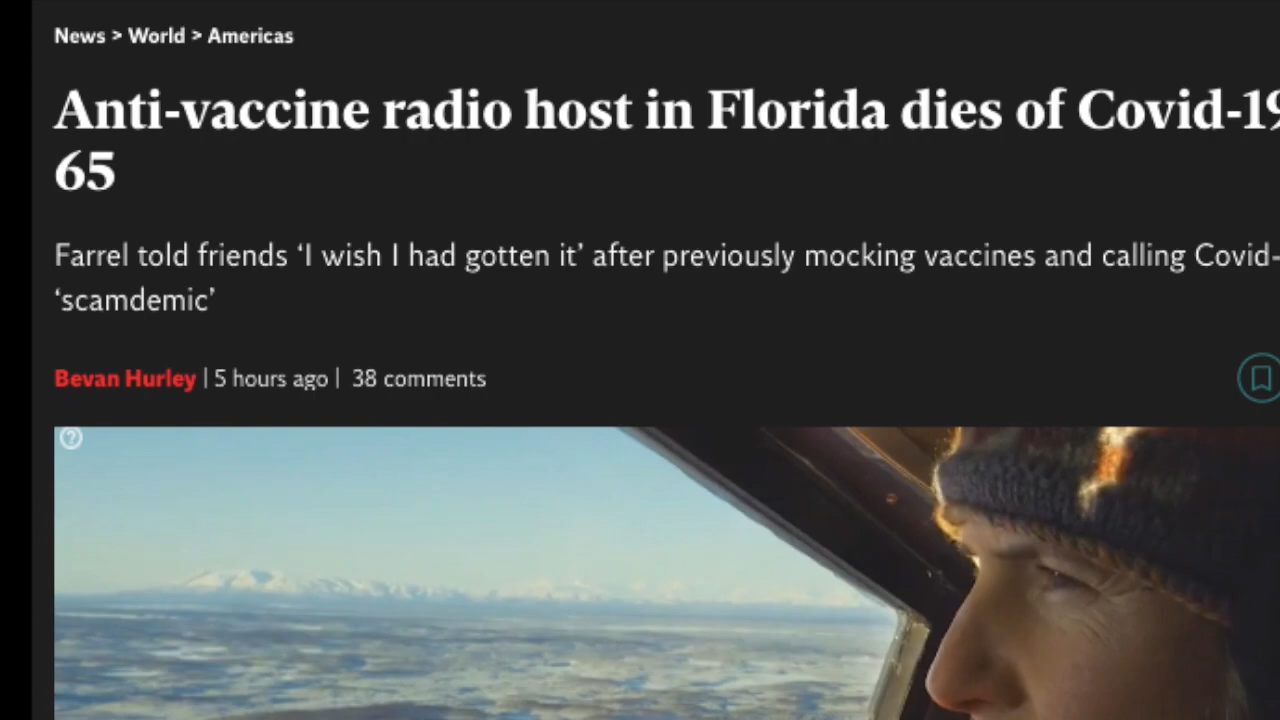 News > World > Americas
Anti-vaccine radio host in Florida dies of Covid-19
65
Farrel told friends ‘I wish I had gotten it’ after previously mocking vaccines and calling Covid-
‘scamdemic’
Bevan Hurley | 5 hours ago | 38 comments
?